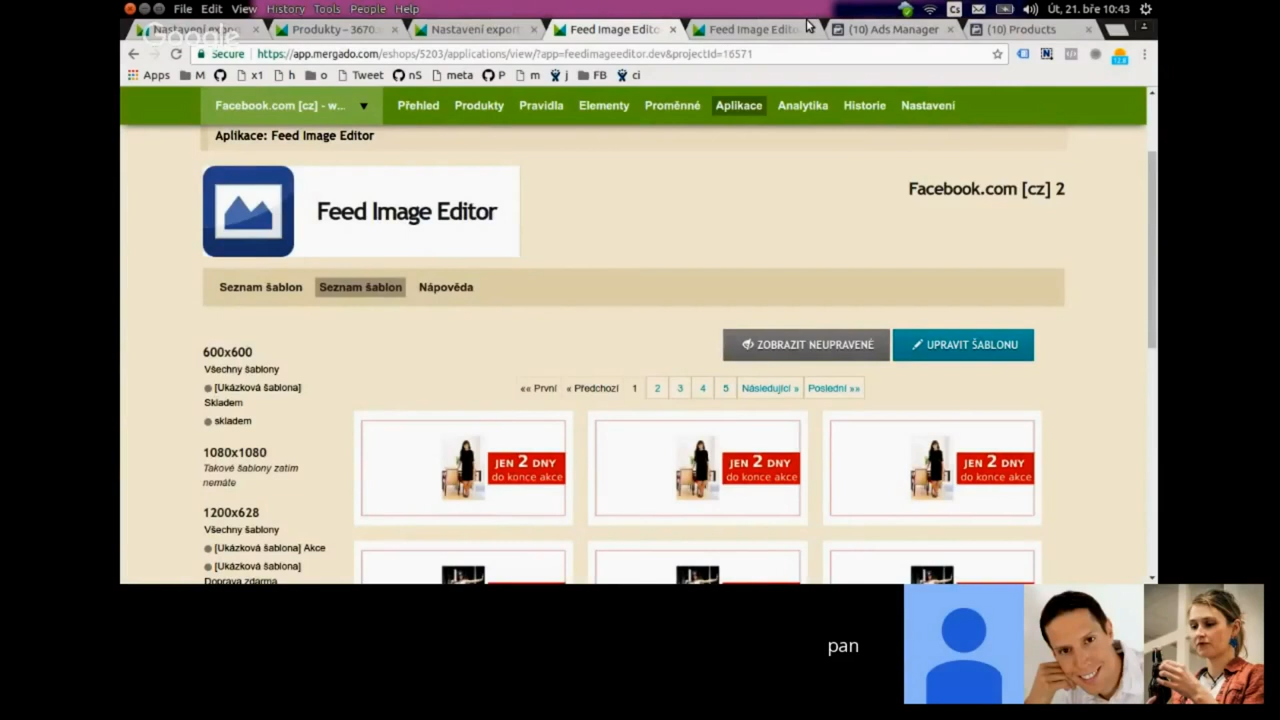 File Edit View History Tools People Help
Cs
Út, 21. bře 10:43
Nastavení expo
Produkty – 3670
Nastavení export
Feed Image Edito
Feed Image Edito
(10) Ads Manager
(10) Products
Google
Secure https://app.mergado.com/eshops/5203/applications/view/?app=feedimageeditor.dev&projectId=16571
Apps M x1 h o Tweet nS meta P m j FB ci
Facebook.com [cz] - w...
Přehled Produkty Pravidla Elementy Proměnné Aplikace Analytika Historie Nastavení
Aplikace: Feed Image Editor
Feed Image Editor
Facebook.com [cz] 2
Seznam šablon Seznam šablon Nápověda
ZOBRAZIT NEUPRAVENÉ UPRAVIT ŠABLONU
600x600
Všechny šablony
[Ukázková šablona]
Skladem
skladem
1080x1080
Takové šablony zatím
nemáte
1200x628
Všechny šablony
[Ukázková šablona] Akce
[Ukázková šablona]
Doprava zdarma
«« První « Předchozí 1 2 3 4 5 Následující » Poslední »»
JEN 2 DNY
do konce akce
JEN 2 DNY
do konce akce
JEN 2 DNY
do konce akce
pan